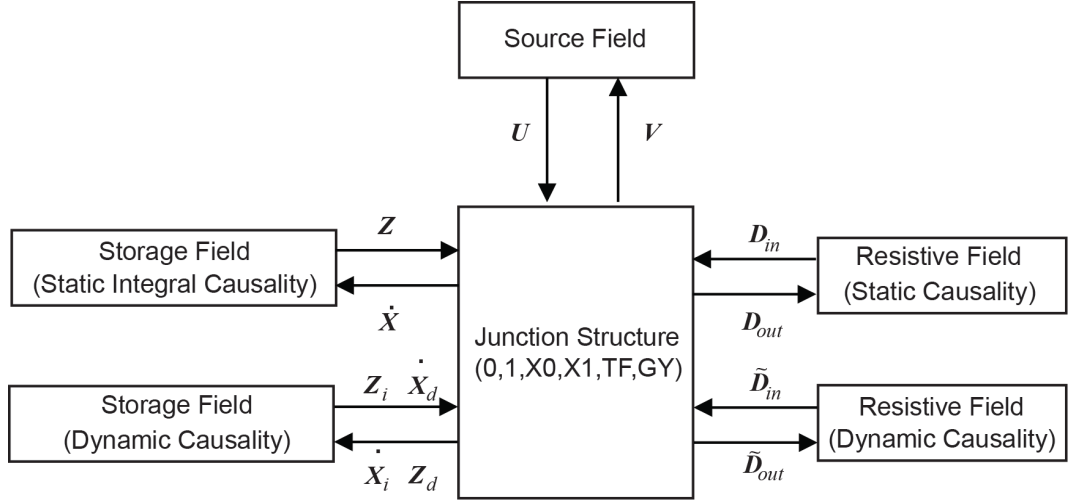 Source Field
U V
Z
Storage Field
(Static Integral Causality)
Ẋ
D_in
Resistive Field
(Static Causality)
D_out
Junction Structure
(0,1,X0,X1,TF,GY)
Z_i Ẋ_d
Storage Field
(Dynamic Causality)
Ẋ_i Z_d
D̃_in
Resistive Field
(Dynamic Causality)
D̃_out